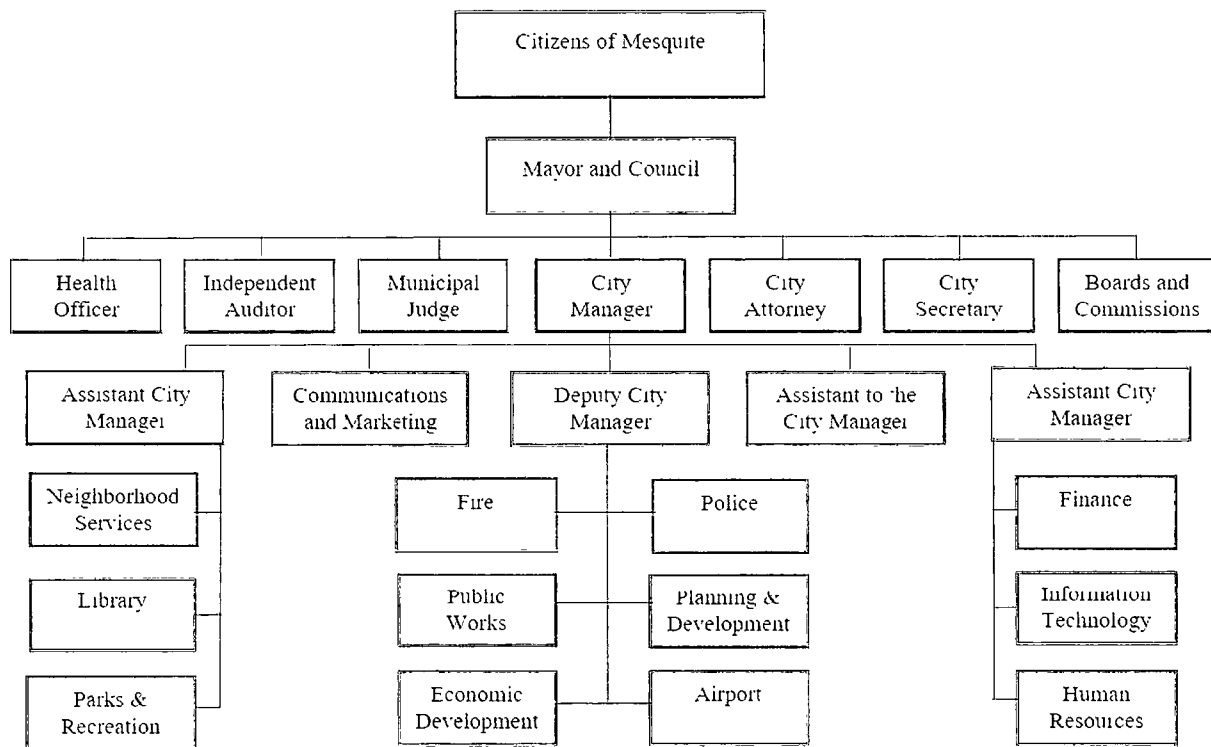 Citizens of Mesquite
Mayor and Council
Health
Officer
Independent
Auditor
Municipal
Judge
City
Manager
City
Attorney
City
Secretary
Boards and
Commissions
Assistant City
Manager
Communications
and Marketing
Deputy City
Manager
Assistant to the
City Manager
Assistant City
Manager
Neighborhood
Services
Fire
Police
Finance
Library
Public
Works
Planning &
Development
Information
Technology
Parks &
Recreation
Economic
Development
Airport
Human
Resources